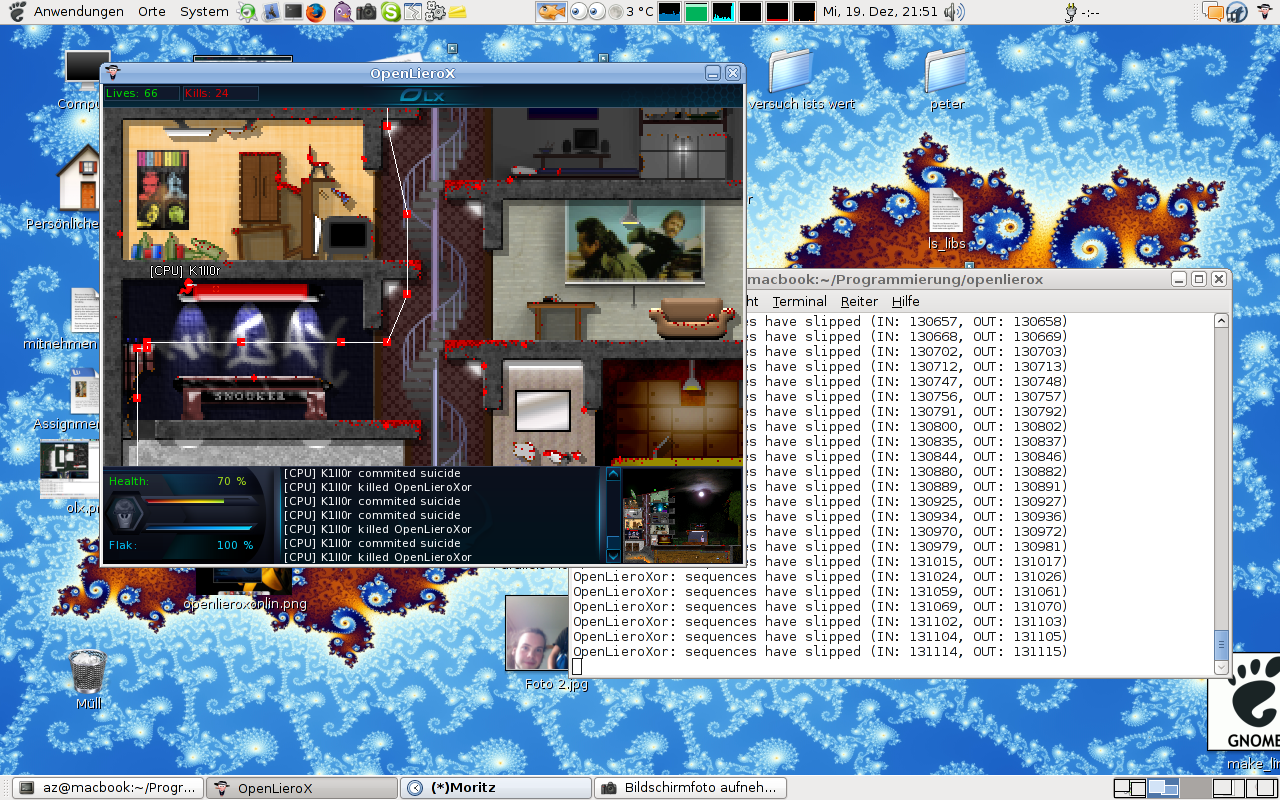 Anwendungen Orte System 3 °C Mi, 19. Dez, 21:51 -:--
OpenLieroX
Lives: 66 Kills: 24
OLX
[CPU] K1ll0r
SNOOKER
Health: 70 %
Flak: 100 %
[CPU] K1ll0r commited suicide
[CPU] K1ll0r killed OpenLieroXor
[CPU] K1ll0r commited suicide
[CPU] K1ll0r killed OpenLieroXor
[CPU] K1ll0r commited suicide
[CPU] K1ll0r killed OpenLieroXor
versuch ists wert
peter
ls_libs
Persönliche
mitnehmen
Assignme
openlieroxonlin.png
Müll
Foto 2.jpg
GNOME
macbook:~/Programmierung/openlierox
Terminal Reiter Hilfe
es have slipped (IN: 130657, OUT: 130658)
es have slipped (IN: 130668, OUT: 130669)
es have slipped (IN: 130702, OUT: 130703)
es have slipped (IN: 130712, OUT: 130713)
es have slipped (IN: 130747, OUT: 130748)
es have slipped (IN: 130756, OUT: 130757)
es have slipped (IN: 130791, OUT: 130792)
es have slipped (IN: 130800, OUT: 130802)
es have slipped (IN: 130835, OUT: 130837)
es have slipped (IN: 130844, OUT: 130846)
es have slipped (IN: 130880, OUT: 130882)
es have slipped (IN: 130889, OUT: 130891)
es have slipped (IN: 130925, OUT: 130927)
es have slipped (IN: 130934, OUT: 130936)
es have slipped (IN: 130970, OUT: 130972)
es have slipped (IN: 130979, OUT: 130981)
es have slipped (IN: 131015, OUT: 131017)
OpenLieroXor: sequences have slipped (IN: 131024, OUT: 131026)
OpenLieroXor: sequences have slipped (IN: 131059, OUT: 131061)
OpenLieroXor: sequences have slipped (IN: 131069, OUT: 131070)
OpenLieroXor: sequences have slipped (IN: 131102, OUT: 131103)
OpenLieroXor: sequences have slipped (IN: 131104, OUT: 131105)
OpenLieroXor: sequences have slipped (IN: 131114, OUT: 131115)
az@macbook:~/Progr... OpenLieroX (*)Moritz Bildschirmfoto aufneh...